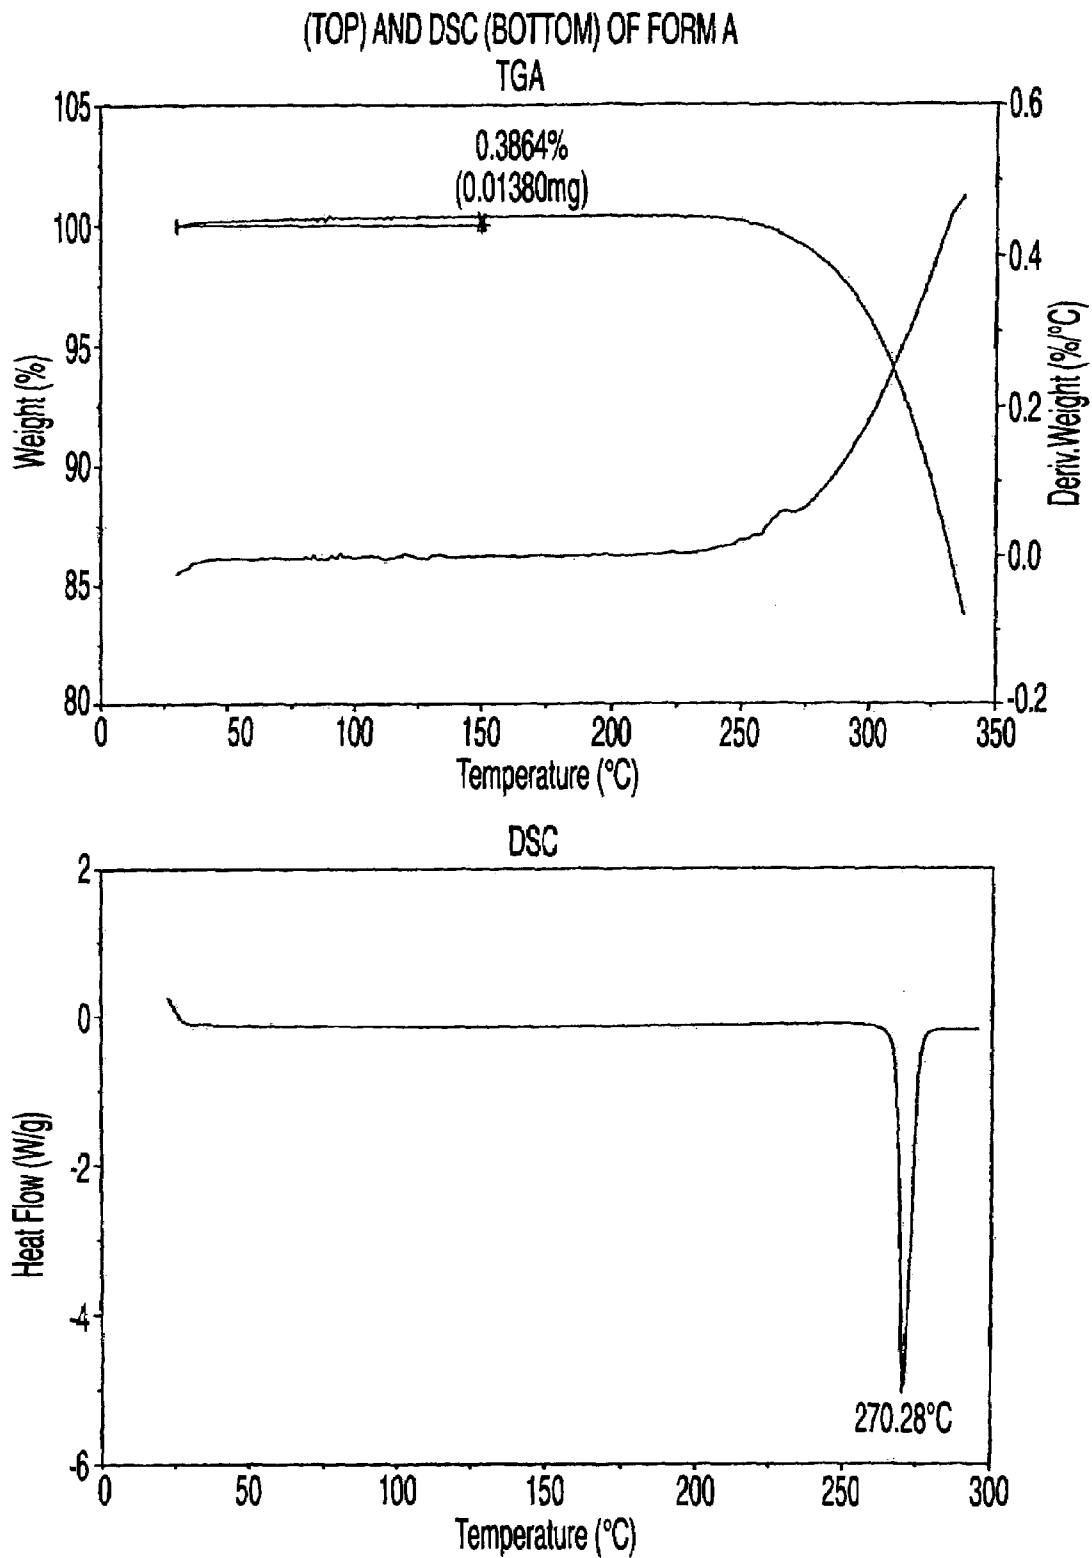 (TOP) AND DSC (BOTTOM) OF FORM A
TGA
105
100
95
90
85
80
Weight (%)
0.3864%
(0.01380mg)
0.6
0.4
0.2
0.0
-0.2
Deriv.Weight (%/°C)
0 50 100 150 200 250 300 350
Temperature (°C)
DSC
2
0
-2
-4
-6
Heat Flow (W/g)
270.28°C
0 50 100 150 200 250 300
Temperature (°C)